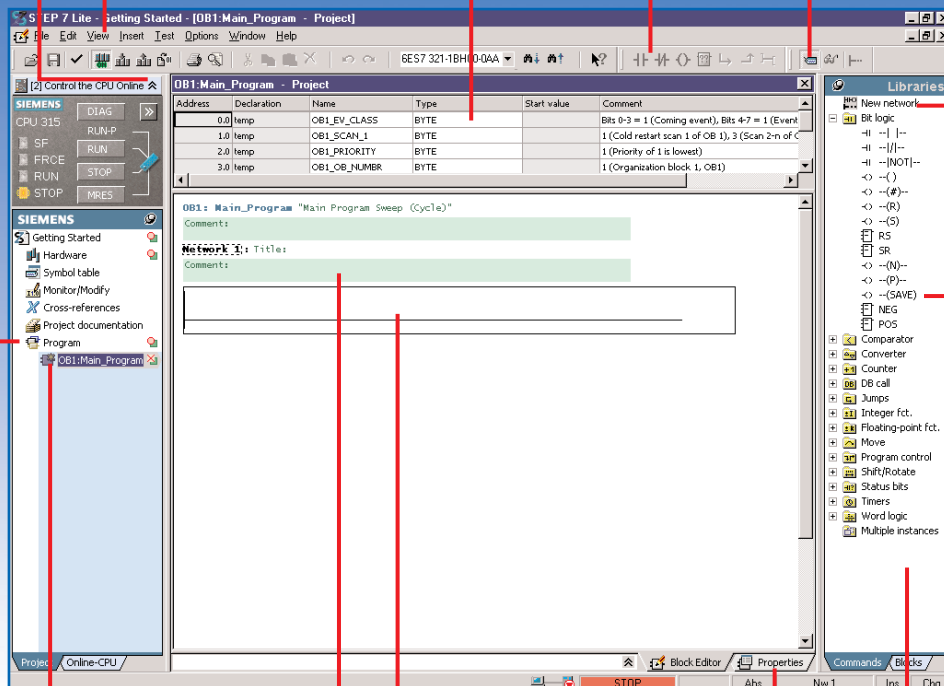 STEP 7 Lite - Getting Started - [OB1:Main_Program - Project]
File Edit View Insert Test Options Window Help
6ES7 321-1BH00-0AA
[2] Control the CPU Online
SIEMENS
CPU 315
SF
FRCE
RUN
STOP
DIAG
RUN-P
RUN
STOP
MRES
SIEMENS
Getting Started
Hardware
Symbol table
Monitor/Modify
Cross-references
Project documentation
Program
OB1:Main_Program
Project Online-CPU
OB1:Main_Program - Project
Address Declaration Name Type Start value Comment
0.0 temp OB1_EV_CLASS BYTE Bits 0-3 = 1 (Coming event), Bits 4-7 = 1 (Event
1.0 temp OB1_SCAN_1 BYTE 1 (Cold restart scan 1 of OB 1), 3 (Scan 2-n of
2.0 temp OB1_PRIORITY BYTE 1 (Priority of 1 is lowest)
3.0 temp OB1_OB_NUMBR BYTE 1 (Organization block 1, OB1)
OB1: Main_Program "Main Program Sweep (Cycle)"
Comment:
Network 1: Title:
Comment:
Block Editor Properties
Libraries
New network
Bit logic
--| |--
--|/|--
--|NOT|--
--( )
--(#)--
--(R)
--(S)
RS
SR
--(N)--
--(P)--
--(SAVE)
NEG
POS
Comparator
Converter
Counter
DB call
Jumps
Integer fct.
Floating-point fct.
Move
Program control
Shift/Rotate
Status bits
Timers
Word logic
Multiple instances
Commands Blocks
STOP Abs Nw 1 Ins Chg